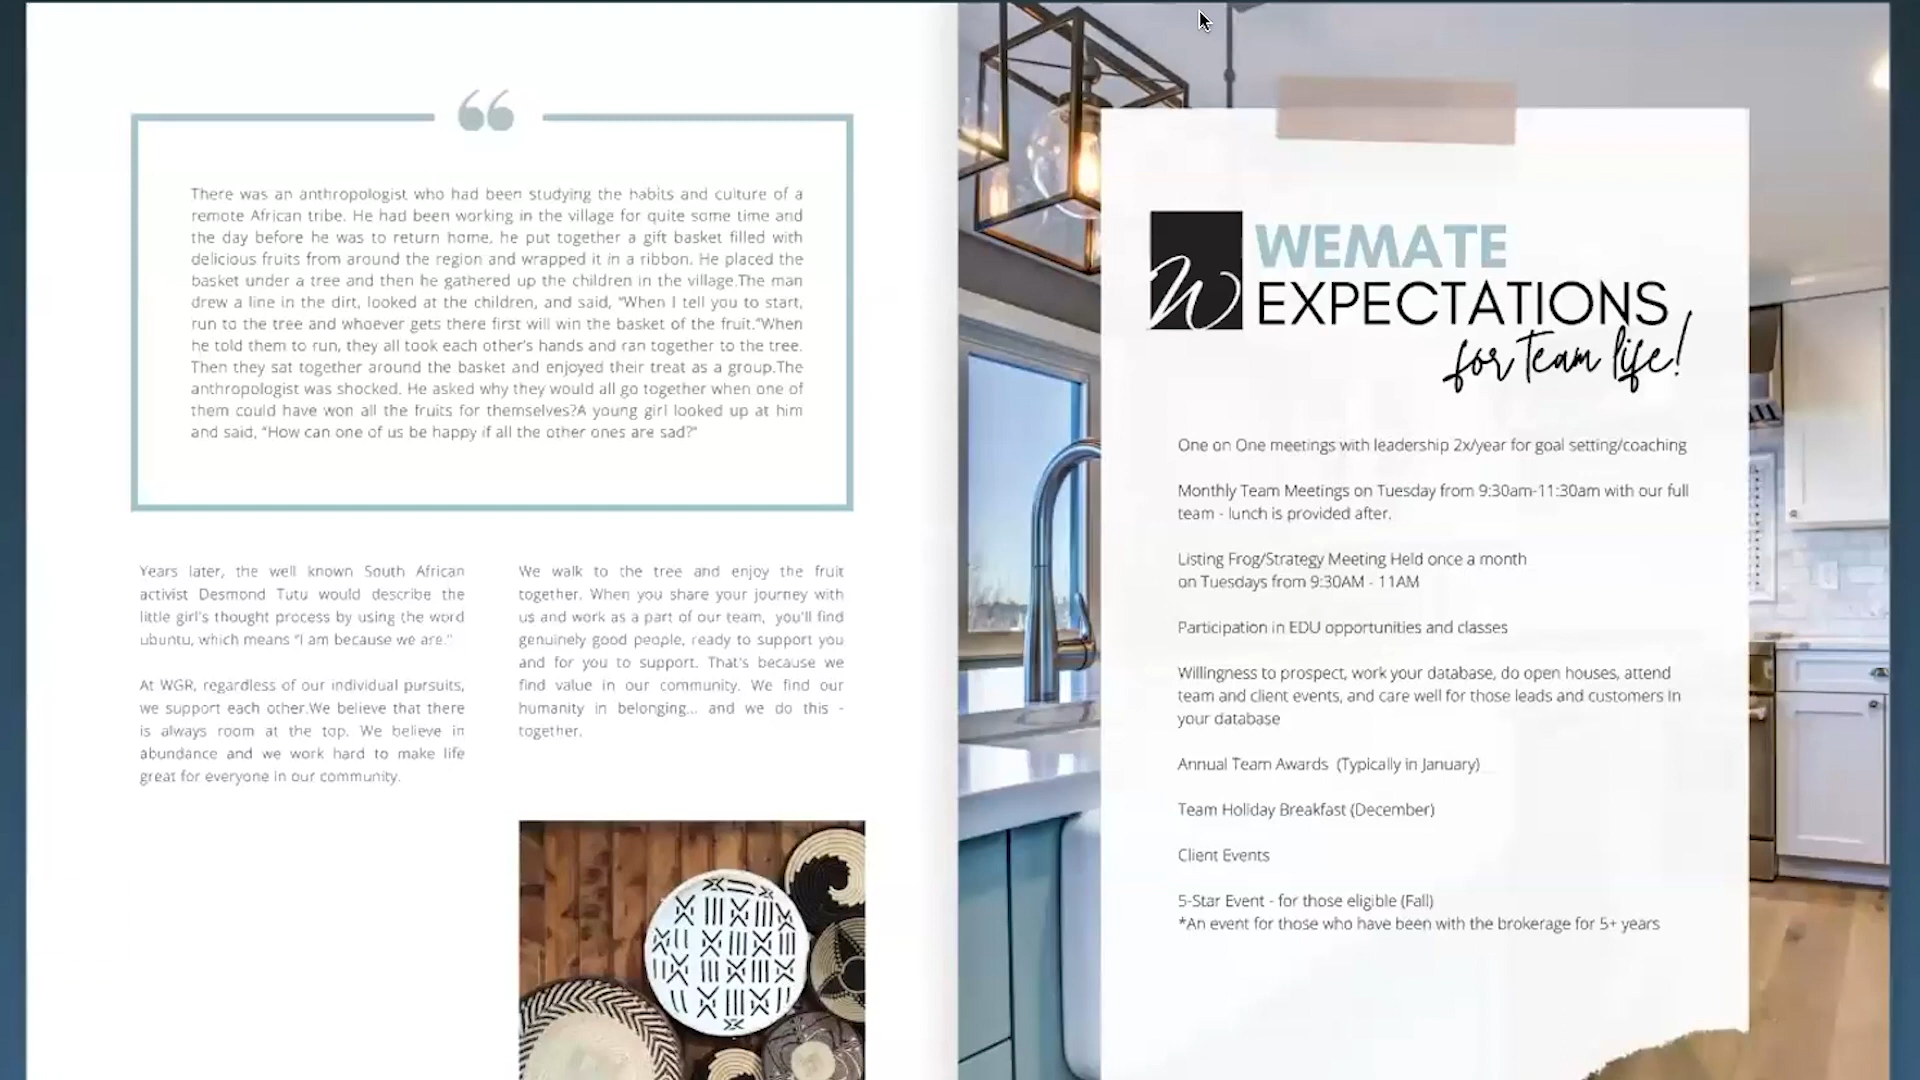 There was an anthropologist who had been studying the habits and culture of a
remote African tribe. He had been working in the village for quite some time and
the day before he was to return home, he put together a gift basket filled with
delicious fruits from around the region and wrapped it in a ribbon. He placed the
basket under a tree and then he gathered up the children in the village.The man
drew a line in the dirt, looked at the children, and said, "When I tell you to start,
run to the tree and whoever gets there first will win the basket of the fruit."When
he told them to run, they all took each other's hands and ran together to the tree.
Then they sat together around the basket and enjoyed their treat as a group.The
anthropologist was shocked. He asked why they would all go together when one of
them could have won all the fruits for themselves?A young girl looked up at him
and said, "How can one of us be happy if all the other ones are sad?"
Years later, the well known South African
activist Desmond Tutu would describe the
little girl's thought process by using the word
ubuntu, which means "I am because we are."
At WGR, regardless of our individual pursuits,
we support each other.We believe that there
is always room at the top. We believe in
abundance and we work hard to make life
great for everyone in our community.
We walk to the tree and enjoy the fruit
together. When you share your journey with
us and work as a part of our team, you'll find
genuinely good people, ready to support you
and for you to support. That's because we
find value in our community. We find our
humanity in belonging... and we do this -
together.
W
WEMATE
EXPECTATIONS
for team life!
One on One meetings with leadership 2x/year for goal setting/coaching
Monthly Team Meetings on Tuesday from 9:30am-11:30am with our full
team - lunch is provided after.
Listing Frog/Strategy Meeting Held once a month
on Tuesdays from 9:30AM - 11AM
Participation in EDU opportunities and classes
Willingness to prospect, work your database, do open houses, attend
team and client events, and care well for those leads and customers in
your database
Annual Team Awards (Typically in January)
Team Holiday Breakfast (December)
Client Events
5-Star Event - for those eligible (Fall)
*An event for those who have been with the brokerage for 5+ years